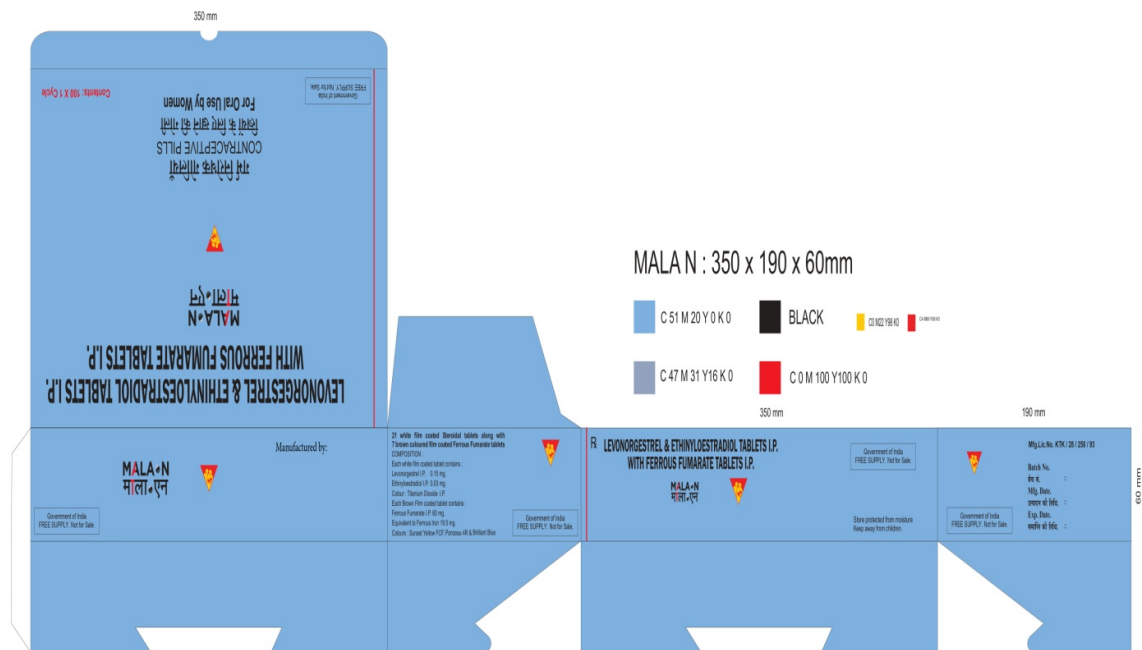 350 mm
Contents: 100 X 1 Cycle
Government of India
FREE SUPPLY. Not for Sale.
For Oral Use by Women
स्त्रियों के लिए खाने की गोली
CONTRACEPTIVE PILLS
गर्भ निरोधक गोलियाँ
MALA•N
माला•एन
LEVONORGESTREL & ETHINYLOESTRADIOL TABLETS I.P.
WITH FERROUS FUMARATE TABLETS I.P.
MALA N : 350 x 190 x 60mm
C 51 M 20 Y 0 K 0
BLACK
C0 M22 Y98 K0
C 47 M 31 Y16 K 0
C 0 M 100 Y100 K 0
350 mm
190 mm
60 mm
Manufactured by:
MALA•N
माला•एन
Government of India
FREE SUPPLY. Not for Sale.
21 white film coated Steroidal tablets along with
7 brown coloured film coated Ferrous Fumarate tablets
COMPOSITION :
Each white film coated tablet contains :
Levonorgestrel I.P. 0.15 mg.
Ethinyloestradiol I.P. 0.03 mg.
Colour : Titanium Dioxide I.P.
Each Brown Film coated tablet contains :
Ferrous Fumarate I.P. 60 mg.
Equivalent to Ferrous Iron 19.5 mg.
Colours : Sunset Yellow FCF, Ponceau 4R & Brilliant Blue
Government of India
FREE SUPPLY. Not for Sale.
℞ LEVONORGESTREL & ETHINYLOESTRADIOL TABLETS I.P.
WITH FERROUS FUMARATE TABLETS I.P.
MALA•N
माला•एन
Government of India
FREE SUPPLY. Not for Sale.
Store protected from moisture
Keep away from children.
Mfg.Lic.No. KTK / 28 / 258 / 93
Batch No.
बैच सं. :
Mfg. Date.
उत्पादन की तिथि. :
Exp. Date.
समाप्ति की तिथि. :
Government of India
FREE SUPPLY. Not for Sale.